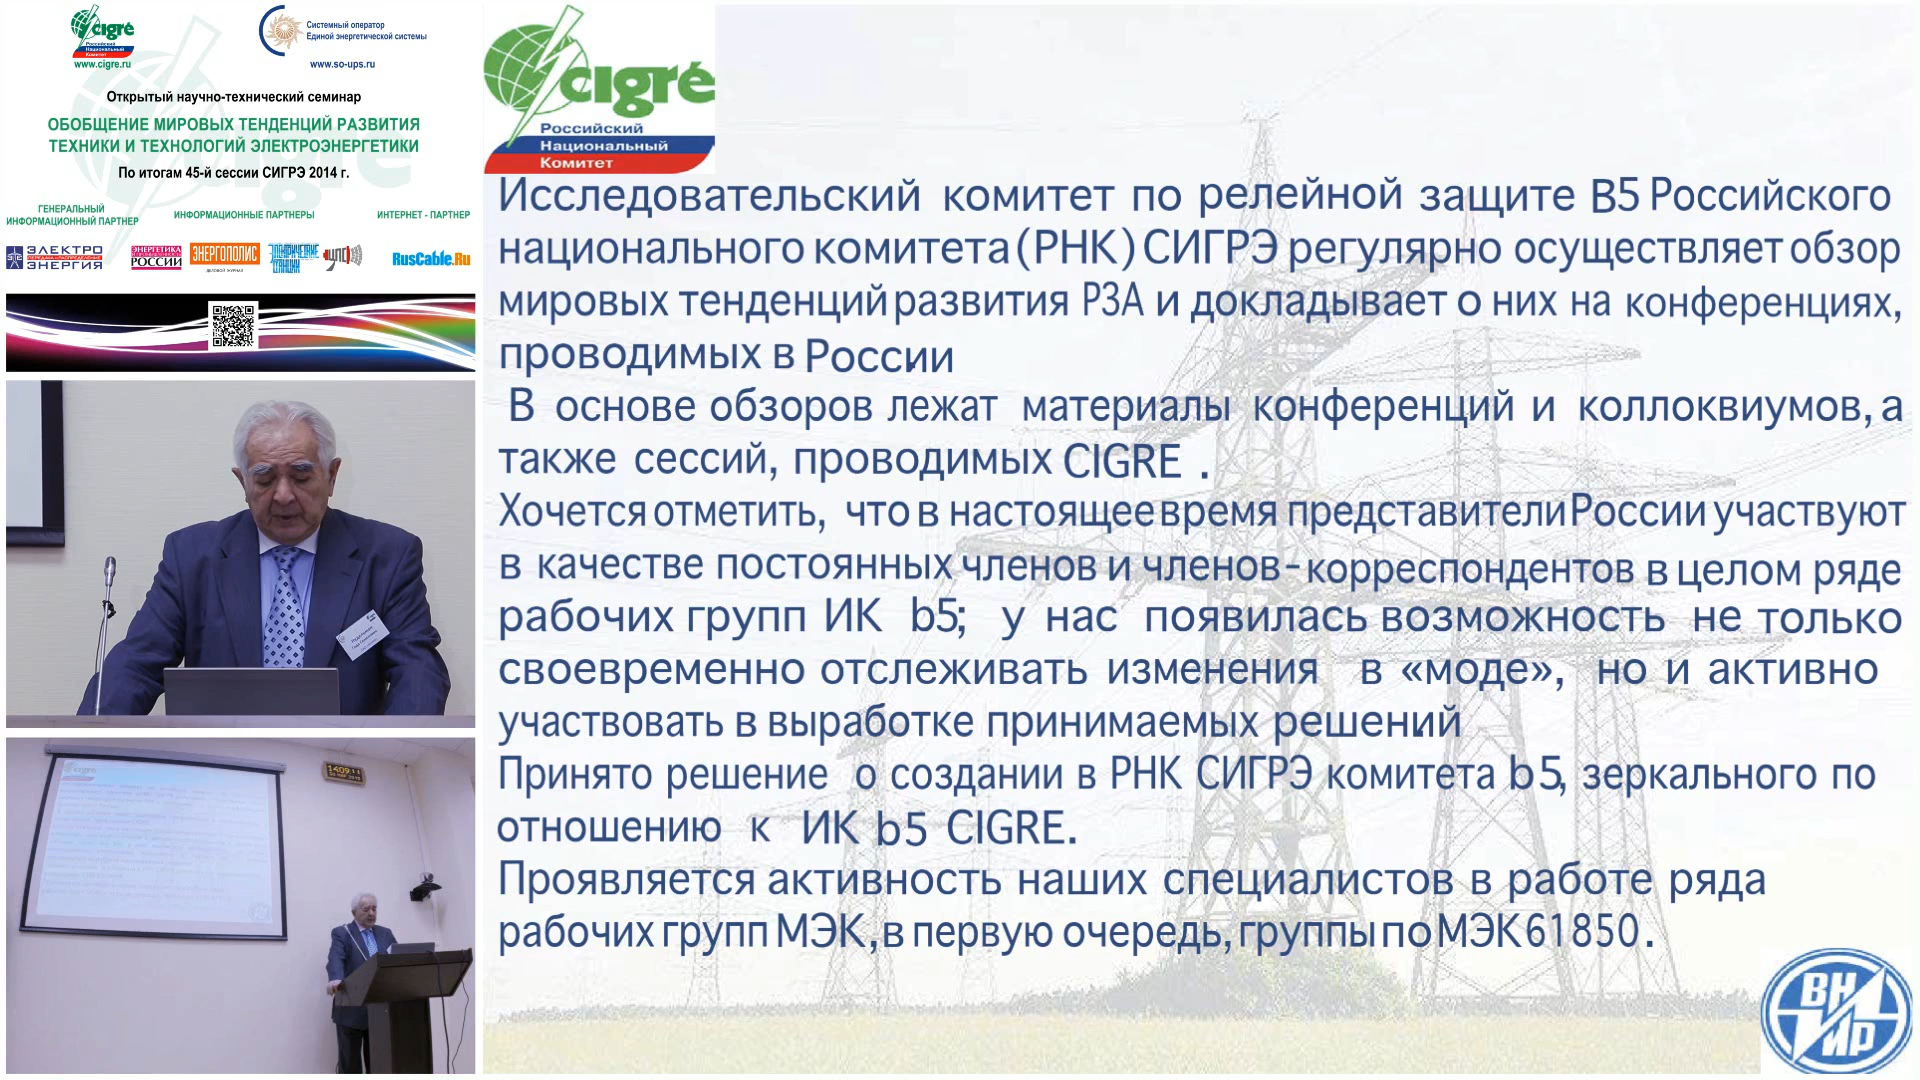 cigré
Российский
Национальный
Комитет
www.cigre.ru
Системный оператор
Единой энергетической системы
www.so-ups.ru
Открытый научно-технический семинар
ОБОБЩЕНИЕ МИРОВЫХ ТЕНДЕНЦИЙ РАЗВИТИЯ
ТЕХНИКИ И ТЕХНОЛОГИЙ ЭЛЕКТРОЭНЕРГЕТИКИ
По итогам 45-й сессии СИГРЭ 2014 г.
ГЕНЕРАЛЬНЫЙ
ИНФОРМАЦИОННЫЙ ПАРТНЕР
ИНФОРМАЦИОННЫЕ ПАРТНЕРЫ
ИНТЕРНЕТ - ПАРТНЕР
ЭЛЕКТРО
ЭНЕРГИЯ
ЭНЕРГЕТИКА
РОССИИ
ЭНЕРГОПОЛИС
ДЕЛОВОЙ ЖУРНАЛ
RusCable.Ru
cigré
Российский
Национальный
Комитет
Исследовательский комитет по релейной защите В5 Российского
национального комитета (РНК) СИГРЭ регулярно осуществляет обзор
мировых тенденций развития РЗА и докладывает о них на конференциях,
проводимых в России.
В основе обзоров лежат материалы конференций и коллоквиумов, а
также сессий, проводимых CIGRE .
Хочется отметить, что в настоящее время представители России участвуют
в качестве постоянных членов и членов-корреспондентов в целом ряде
рабочих групп ИК b5; у нас появилась возможность не только
своевременно отслеживать изменения в «моде», но и активно
участвовать в выработке принимаемых решений.
Принято решение о создании в РНК СИГРЭ комитета b5, зеркального по
отношению к ИК b5 CIGRE.
Проявляется активность наших специалистов в работе ряда
рабочих групп МЭК, в первую очередь, группы по МЭК 61850.
ВНИИР